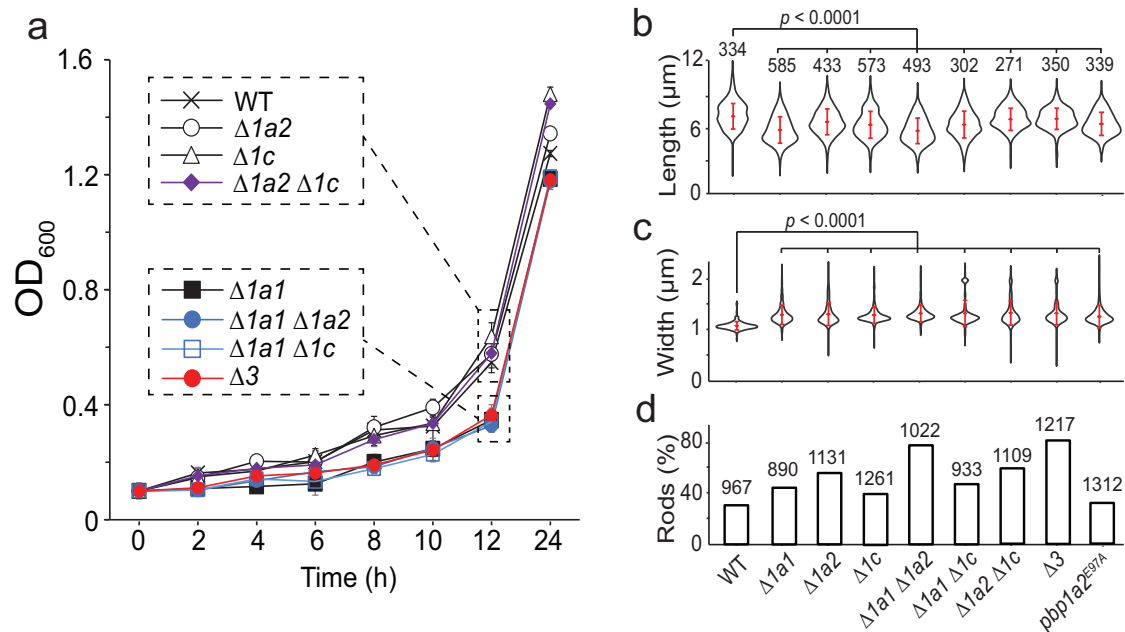 a
OD600
1.6
1.2
0.8
0.4
0
WT
Δ1a2
Δ1c
Δ1a2 Δ1c
Δ1a1
Δ1a1 Δ1a2
Δ1a1 Δ1c
Δ3
0 2 4 6 8 10 12 24
Time (h)
b
p < 0.0001
Length (µm)
12
6
0
334 585 433 573 493 302 271 350 339
c
p < 0.0001
Width (µm)
2
1
0
d
Rods (%)
80
40
0
967 890 1131 1261 1022 933 1109 1217 1312
WT
Δ1a1
Δ1a2
Δ1c
Δ1a1 Δ1a2
Δ1a1 Δ1c
Δ1a2 Δ1c
Δ3
pbp1a2E97A